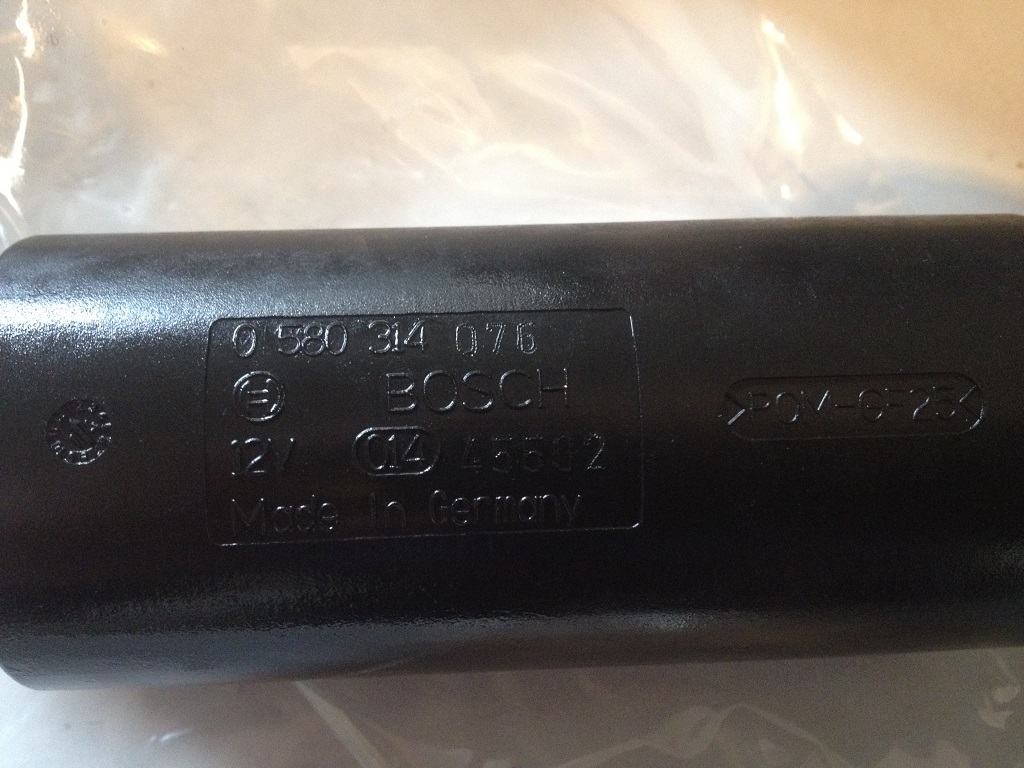 0 580 314 076
BOSCH
12V 014 45502
Made in Germany
>POM-GF25<